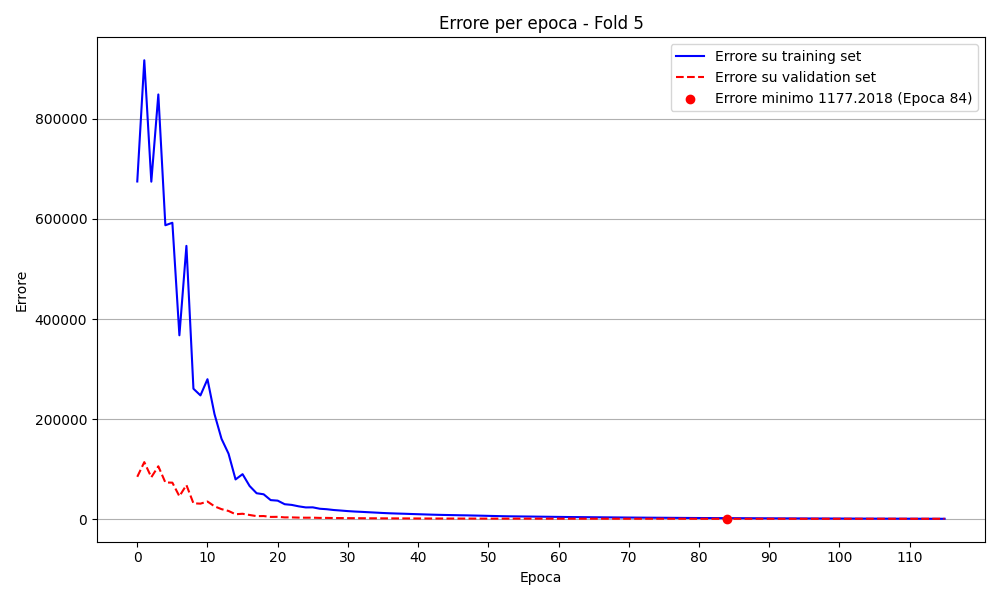 Errore per epoca - Fold 5
Errore su training set
Errore su validation set
Errore minimo 1177.2018 (Epoca 84)
Errore
800000
600000
400000
200000
0
0 10 20 30 40 50 60 70 80 90 100 110
Epoca